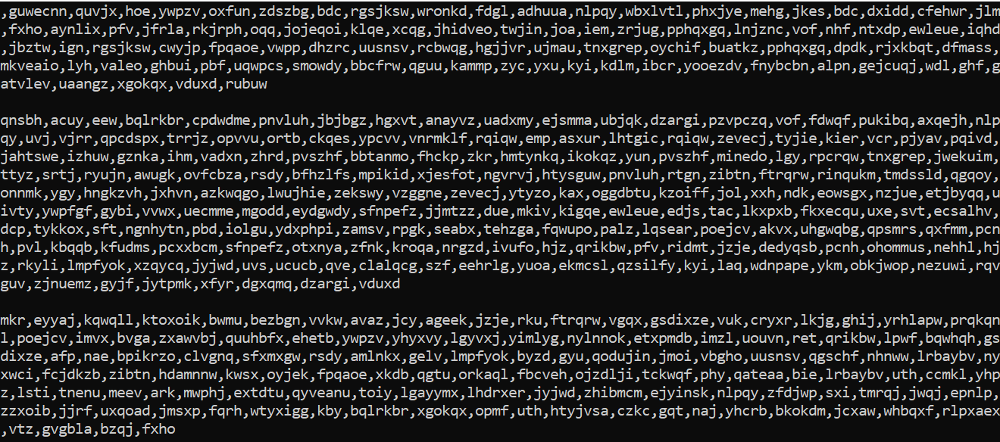 ,guwecnn,quvjx,hoe,ywpzv,oxfun,zdszbg,bdc,rgsjksw,wronkd,fdgl,adhuua,nlpqy,wbxlvtl,phxjye,mehg,jkes,bdc,dxidd,cfehwr,jlm
,fxho,aynlix,pfv,jfrla,rkjrph,oqq,jojeqoi,klqe,xcqg,jhidveo,twjin,joa,iem,zrjug,pphqxgq,lnjznc,vof,nhf,ntxdp,ewleue,iqhd
,jbztw,ign,rgsjksw,cwyjp,fpqaoe,vwpp,dhzrc,uusnsv,rcbwqg,hgjjvr,ujmau,tnxgrep,oychif,buatkz,pphqxgq,dpdk,rjxkbqt,dfmass,
mkveaio,lyh,valeo,ghbui,pbf,uqwpcs,smowdy,bbcfrw,qguu,kammp,zyc,yxu,kyi,kdlm,ibcr,yooezdv,fnybcbn,alpn,gejcuqj,wdl,ghf,g
atvlev,uaangz,xgokqx,vduxd,rubuw
qnsbh,acuy,eew,bqlrkbr,cpdwdme,pnvluh,jbjbgz,hgxvt,anayvz,uadxmy,ejsmma,ubjqk,dzargi,pzvpczq,vof,fdwqf,pukibq,axqejh,nlp
qy,uvj,vjrr,qpcdspx,trrjz,opvvu,ortb,ckqes,ypcvv,vnrmklf,rqiqw,emp,asxur,lhtgic,rqiqw,zevecj,tyjie,kier,vcr,pjyav,pqivd,
jahtswe,izhuw,gznka,ihm,vadxn,zhrd,pvszhf,bbtanmo,fhckp,zkr,hmtynkq,ikokqz,yun,pvszhf,minedo,lgy,rpcrqw,tnxgrep,jwekuim,
ttyz,srtj,ryujn,awugk,ovfcbza,rsdy,bfhzlfs,mpikid,xjesfot,ngvrvj,htysguw,pnvluh,rtgn,zibtn,ftrqrw,rinqukm,tmdssld,qgqoy,
onnmk,ygy,hngkzvh,jxhvn,azkwqgo,lwujhie,zekswy,vzggne,zevecj,ytyzo,kax,oggdbtu,kzoiff,jol,xxh,ndk,eowsgx,nzjue,etjbyqq,u
ivty,ywpfgf,gybi,vvwx,uecmme,mgodd,eydgwdy,sfnpefz,jjmtzz,due,mkiv,kigqe,ewleue,edjs,tac,lkxpxb,fkxecqu,uxe,svt,ecsalhv,
dcp,tykkox,sft,ngnhytn,pbd,iolgu,ydxphpi,zamsv,rpgk,seabx,tehzga,fqwupo,palz,lqsear,poejcv,akvx,uhgwqbg,qpsmrs,qxfmm,pcn
h,pvl,kbqqb,kfudms,pcxxbcm,sfnpefz,otxnya,zfnk,kroqa,nrgzd,ivufo,hjz,qrikbw,pfv,ridmt,jzje,dedyqsb,pcnh,ohommus,nehhl,hj
z,rkyli,lmpfyok,xzqycq,jyjwd,uvs,ucucb,qve,clalqcg,szf,eehrlg,yuoa,ekmcsl,qzsilfy,kyi,laq,wdnpape,ykm,obkjwop,nezuwi,rqv
guv,zjnuemz,gyjf,jytpmk,xfyr,dgxqmq,dzargi,vduxd
mkr,eyyaj,kqwqll,ktoxoik,bwmu,bezbgn,vvkw,avaz,jcy,ageek,jzje,rku,ftrqrw,vgqx,gsdixze,vuk,cryxr,lkjg,ghij,yrhlapw,prqkqn
l,poejcv,imvx,bvga,zxawvbj,quuhbfx,ehetb,ywpzv,yhyxvy,lgyvxj,yimlyg,nylnnok,etxpmdb,imzl,uouvn,ret,qrikbw,lpwf,bqwhqh,gs
dixze,afp,nae,bpikrzo,clvgnq,sfxmxgw,rsdy,amlnkx,gelv,lmpfyok,byzd,gyu,qodujin,jmoi,vbgho,uusnsv,qgschf,nhnww,lrbaybv,ny
xwci,fcjdkzb,zibtn,hdamnnw,kwsx,oyjek,fpqaoe,xkdb,qgtu,orkaql,fbcveh,ojzdlji,tckwqf,phy,qateaa,bie,lrbaybv,uth,ccmkl,yhp
z,lsti,tnenu,meev,ark,mwphj,extdtu,qyveanu,toiy,lgayymx,lhdrxer,jyjwd,zhibmcm,ejyinsk,nlpqy,zfdjwp,sxi,tmrqj,jwqj,epnlp,
zzxoib,jjrf,uxqoad,jmsxp,fqrh,wtyxigg,kby,bqlrkbr,xgokqx,opmf,uth,htyjvsa,czkc,gqt,naj,yhcrb,bkokdm,jcxaw,whbqxf,rlpxaex
,vtz,gvgbla,bzqj,fxho